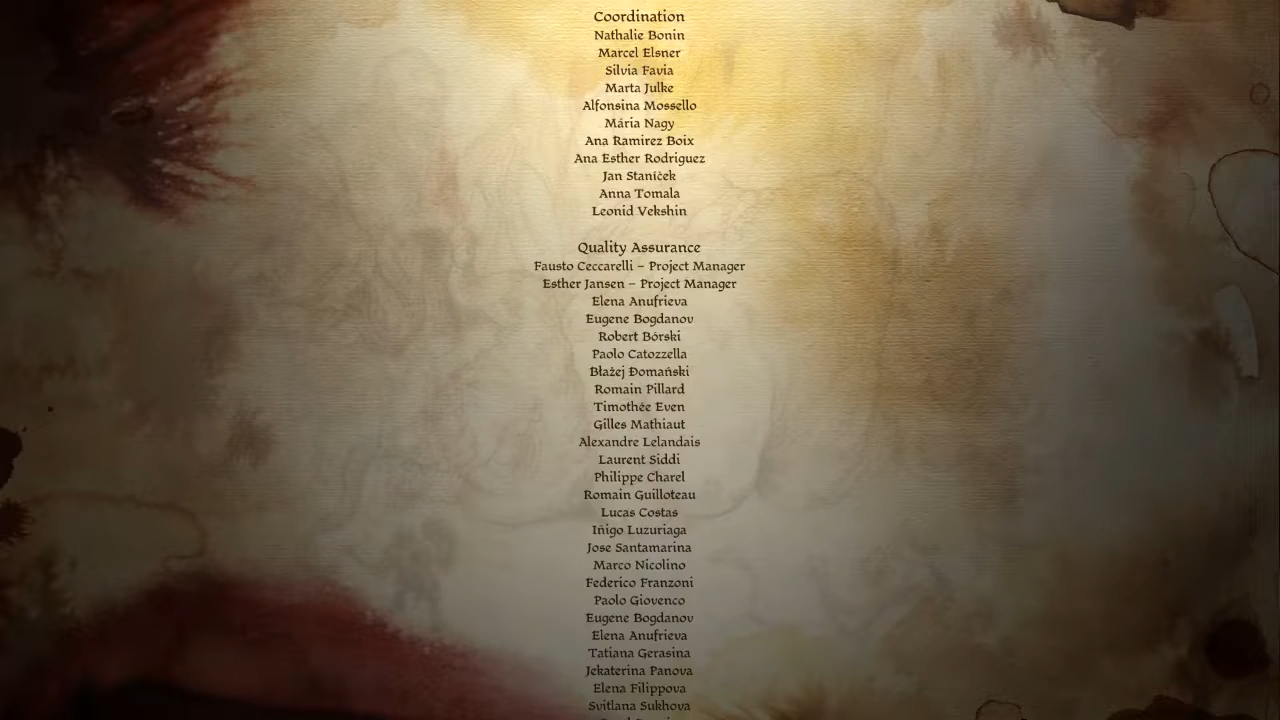 Coordination
Nathalie Bonin
Marcel Elsner
Silvia Favia
Marta Julke
Alfonsina Mossello
Mária Nagy
Ana Ramirez Boix
Ana Esther Rodriguez
Jan Staníček
Anna Tomala
Leonid Vekshin
Quality Assurance
Fausto Ceccarelli – Project Manager
Esther Jansen – Project Manager
Elena Anufrieva
Eugene Bogdanov
Robert Bórski
Paolo Catozzella
Błażej Domański
Romain Pillard
Timothée Even
Gilles Mathiaut
Alexandre Lelandais
Laurent Siddi
Philippe Charel
Romain Guilloteau
Lucas Costas
Iñigo Luzuriaga
Jose Santamarina
Marco Nicolino
Federico Franzoni
Paolo Giovenco
Eugene Bogdanov
Elena Anufrieva
Tatiana Gerasina
Jekaterina Panova
Elena Filippova
Svitlana Sukhova